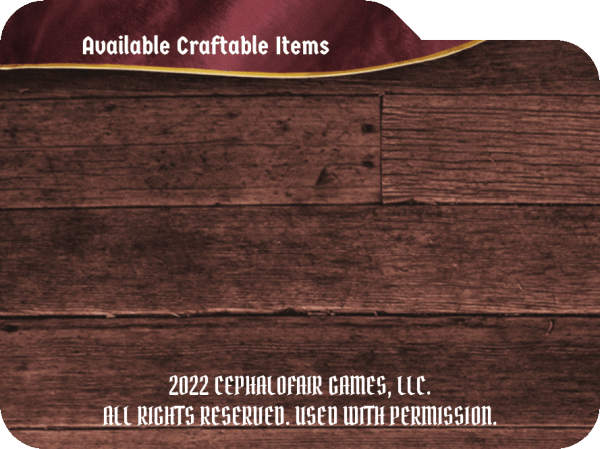 Available Craftable Items
2022 CEPHALOFAIR GAMES, LLC.
ALL RIGHTS RESERVED. USED WITH PERMISSION.